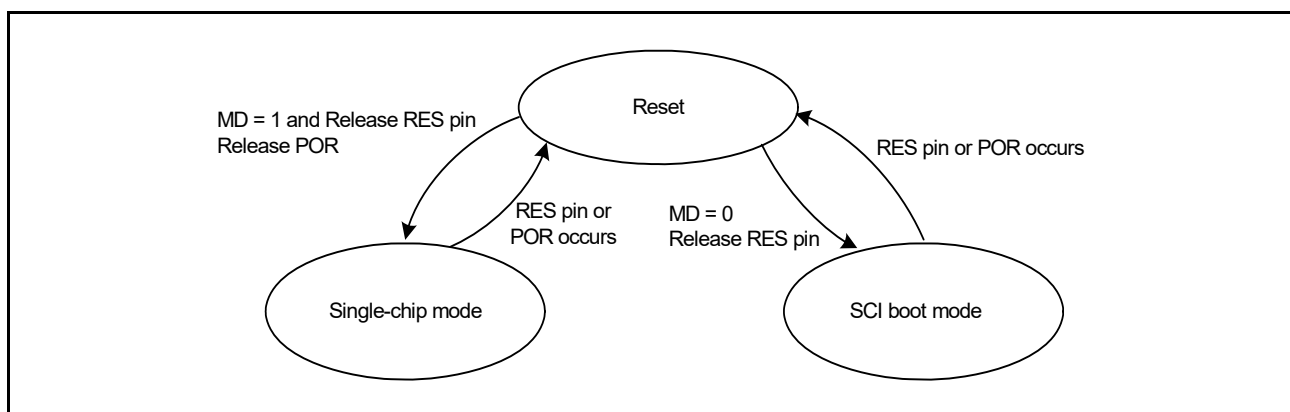 Reset
MD = 1 and Release RES pin
Release POR
RES pin or POR occurs
RES pin or
POR occurs
MD = 0
Release RES pin
Single-chip mode
SCI boot mode